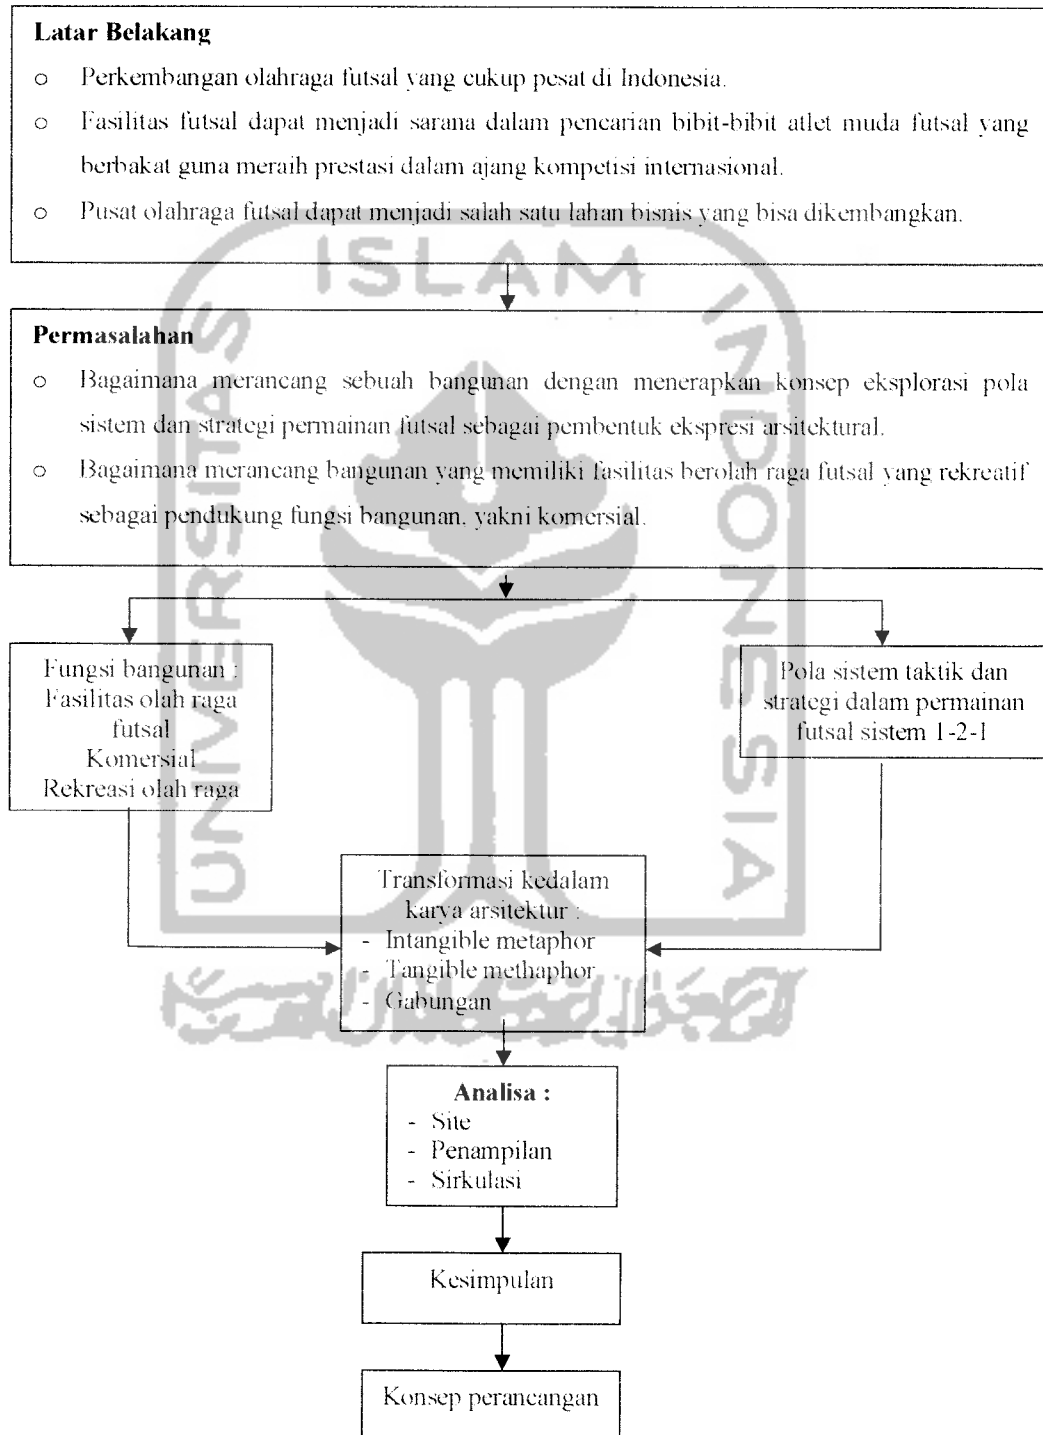 Latar Belakang
o Perkembangan olahraga futsal yang cukup pesat di Indonesia.
o Fasilitas futsal dapat menjadi sarana dalam pencarian bibit-bibit atlet muda futsal yang
berbakat guna meraih prestasi dalam ajang kompetisi internasional.
o Pusat olahraga futsal dapat menjadi salah satu lahan bisnis yang bisa dikembangkan.
Permasalahan
o Bagaimana merancang sebuah bangunan dengan menerapkan konsep eksplorasi pola
sistem dan strategi permainan futsal sebagai pembentuk ekspresi arsitektural.
o Bagaimana merancang bangunan yang memiliki fasilitas berolah raga futsal yang rekreatif
sebagai pendukung fungsi bangunan, yakni komersial.
Fungsi bangunan :
Fasilitas olah raga
futsal
Komersial
Rekreasi olah raga
Pola sistem taktik dan
strategi dalam permainan
futsal sistem 1-2-1
Transformasi kedalam
karya arsitektur :
- Intangible metaphor
- Tangible methaphor
- Gabungan
Analisa :
- Site
- Penampilan
- Sirkulasi
Kesimpulan
Konsep perancangan
UNIVERSITAS
ISLAM
INDONESIA